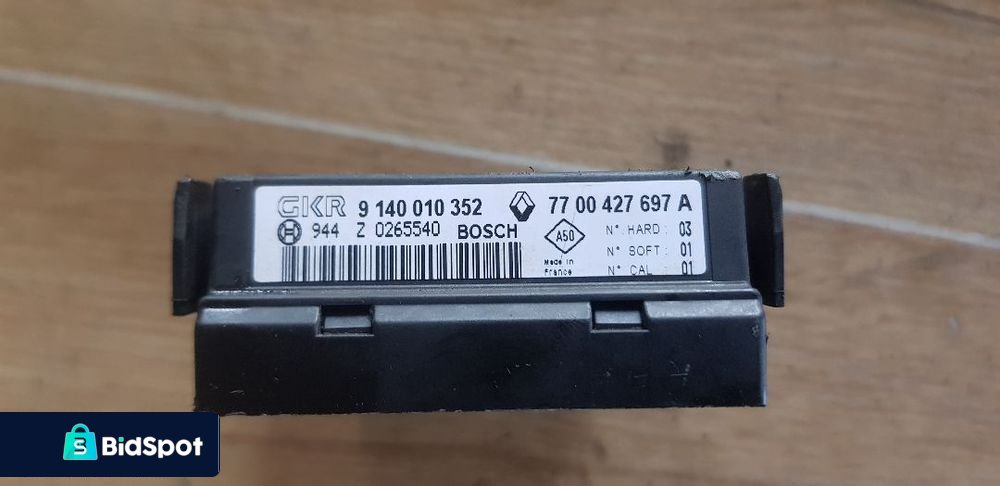 GKR 9 140 010 352 77 00 427 697 A
944 Z 0265540 BOSCH A50 N° HARD : 03
Made in France N° SOFT : 01
N° CAL : 01
BidSpot